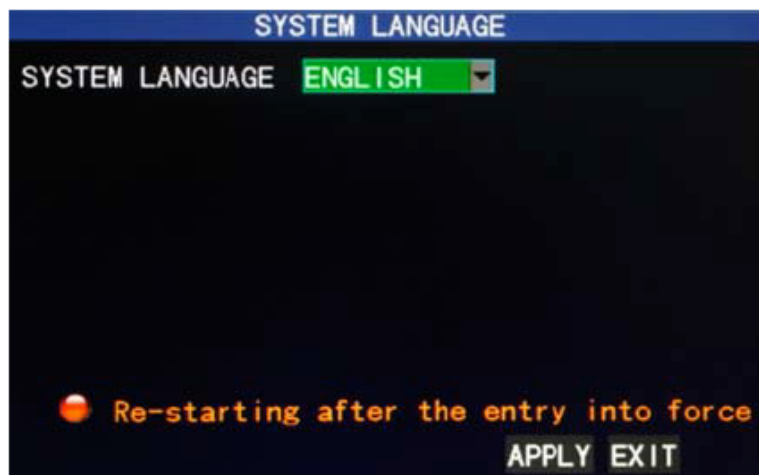 SYSTEM LANGUAGE
SYSTEM LANGUAGE ENGLISH
Re-starting after the entry into force
APPLY EXIT